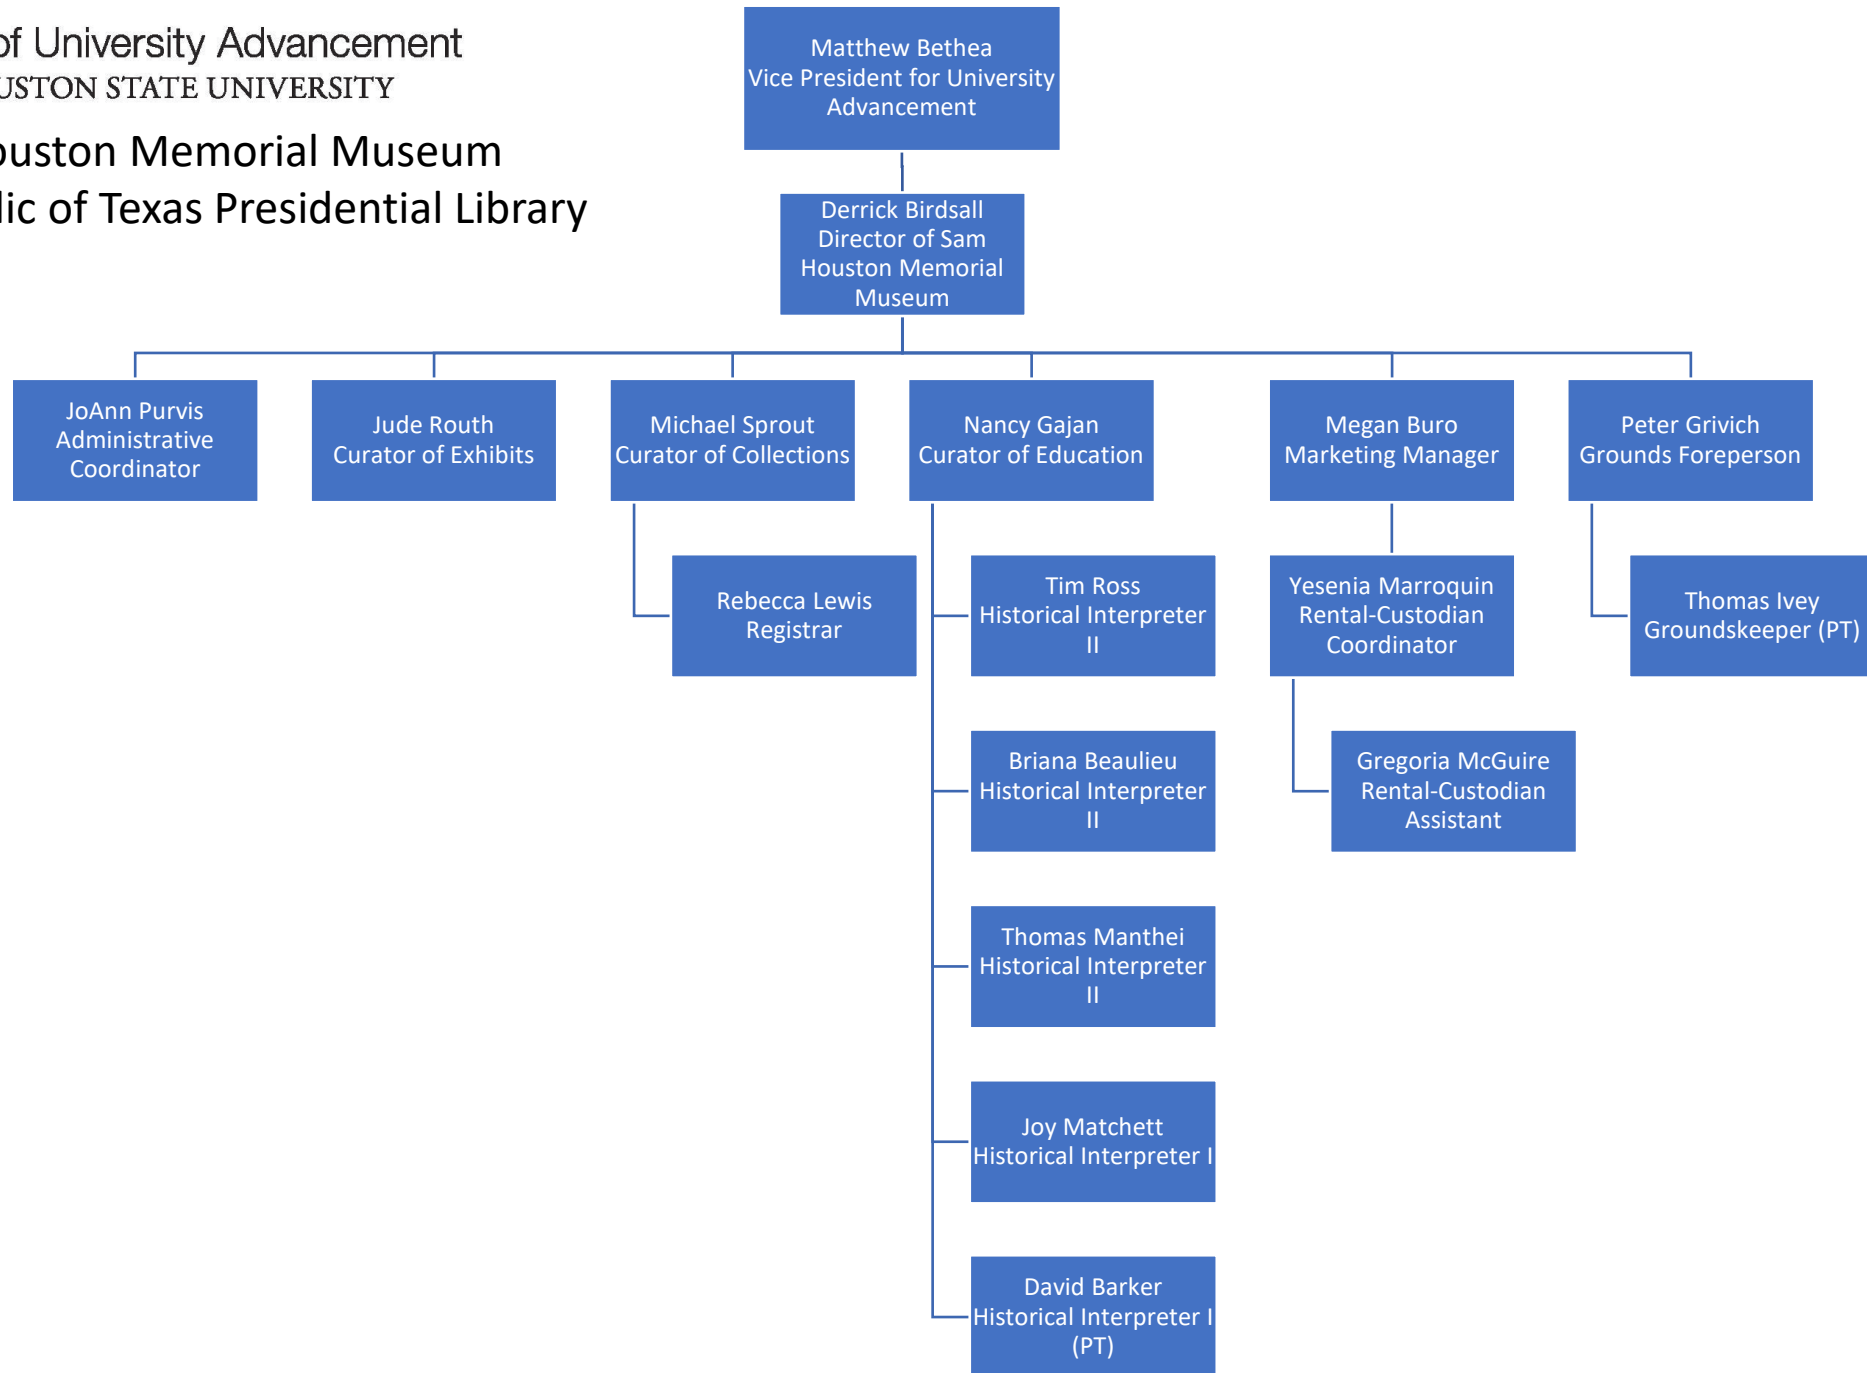 of University Advancement
USTON STATE UNIVERSITY
ouston Memorial Museum
lic of Texas Presidential Library
Matthew Bethea
Vice President for University
Advancement
Derrick Birdsall
Director of Sam
Houston Memorial
Museum
JoAnn Purvis
Administrative
Coordinator
Jude Routh
Curator of Exhibits
Michael Sprout
Curator of Collections
Nancy Gajan
Curator of Education
Megan Buro
Marketing Manager
Peter Grivich
Grounds Foreperson
Rebecca Lewis
Registrar
Tim Ross
Historical Interpreter
II
Yesenia Marroquin
Rental-Custodian
Coordinator
Thomas Ivey
Groundskeeper (PT)
Briana Beaulieu
Historical Interpreter
II
Gregoria McGuire
Rental-Custodian
Assistant
Thomas Manthei
Historical Interpreter
II
Joy Matchett
Historical Interpreter I
David Barker
Historical Interpreter I
(PT)